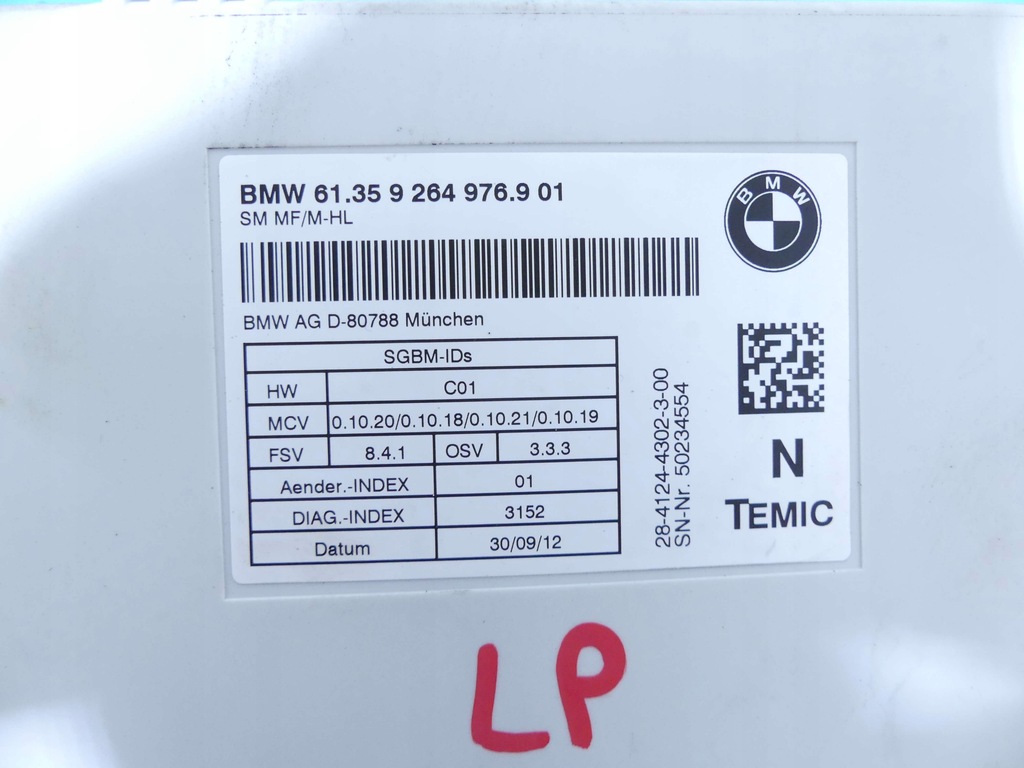 BMW 61.35 9 264 976.9 01
SM MF/M-HL
BMW
BMW AG D-80788 München
SGBM-IDs
HW C01
MCV 0.10.20/0.10.18/0.10.21/0.10.19
FSV 8.4.1 OSV 3.3.3
Aender.-INDEX 01
DIAG.-INDEX 3152
Datum 30/09/12
28-4124-4302-3-00
SN-Nr. 50234554
N
TEMIC
LP